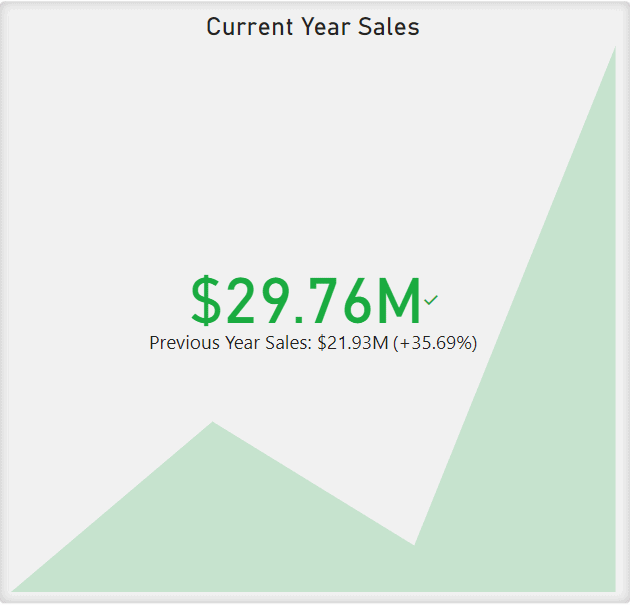 Current Year Sales
$29.76M✓
Previous Year Sales: $21.93M (+35.69%)